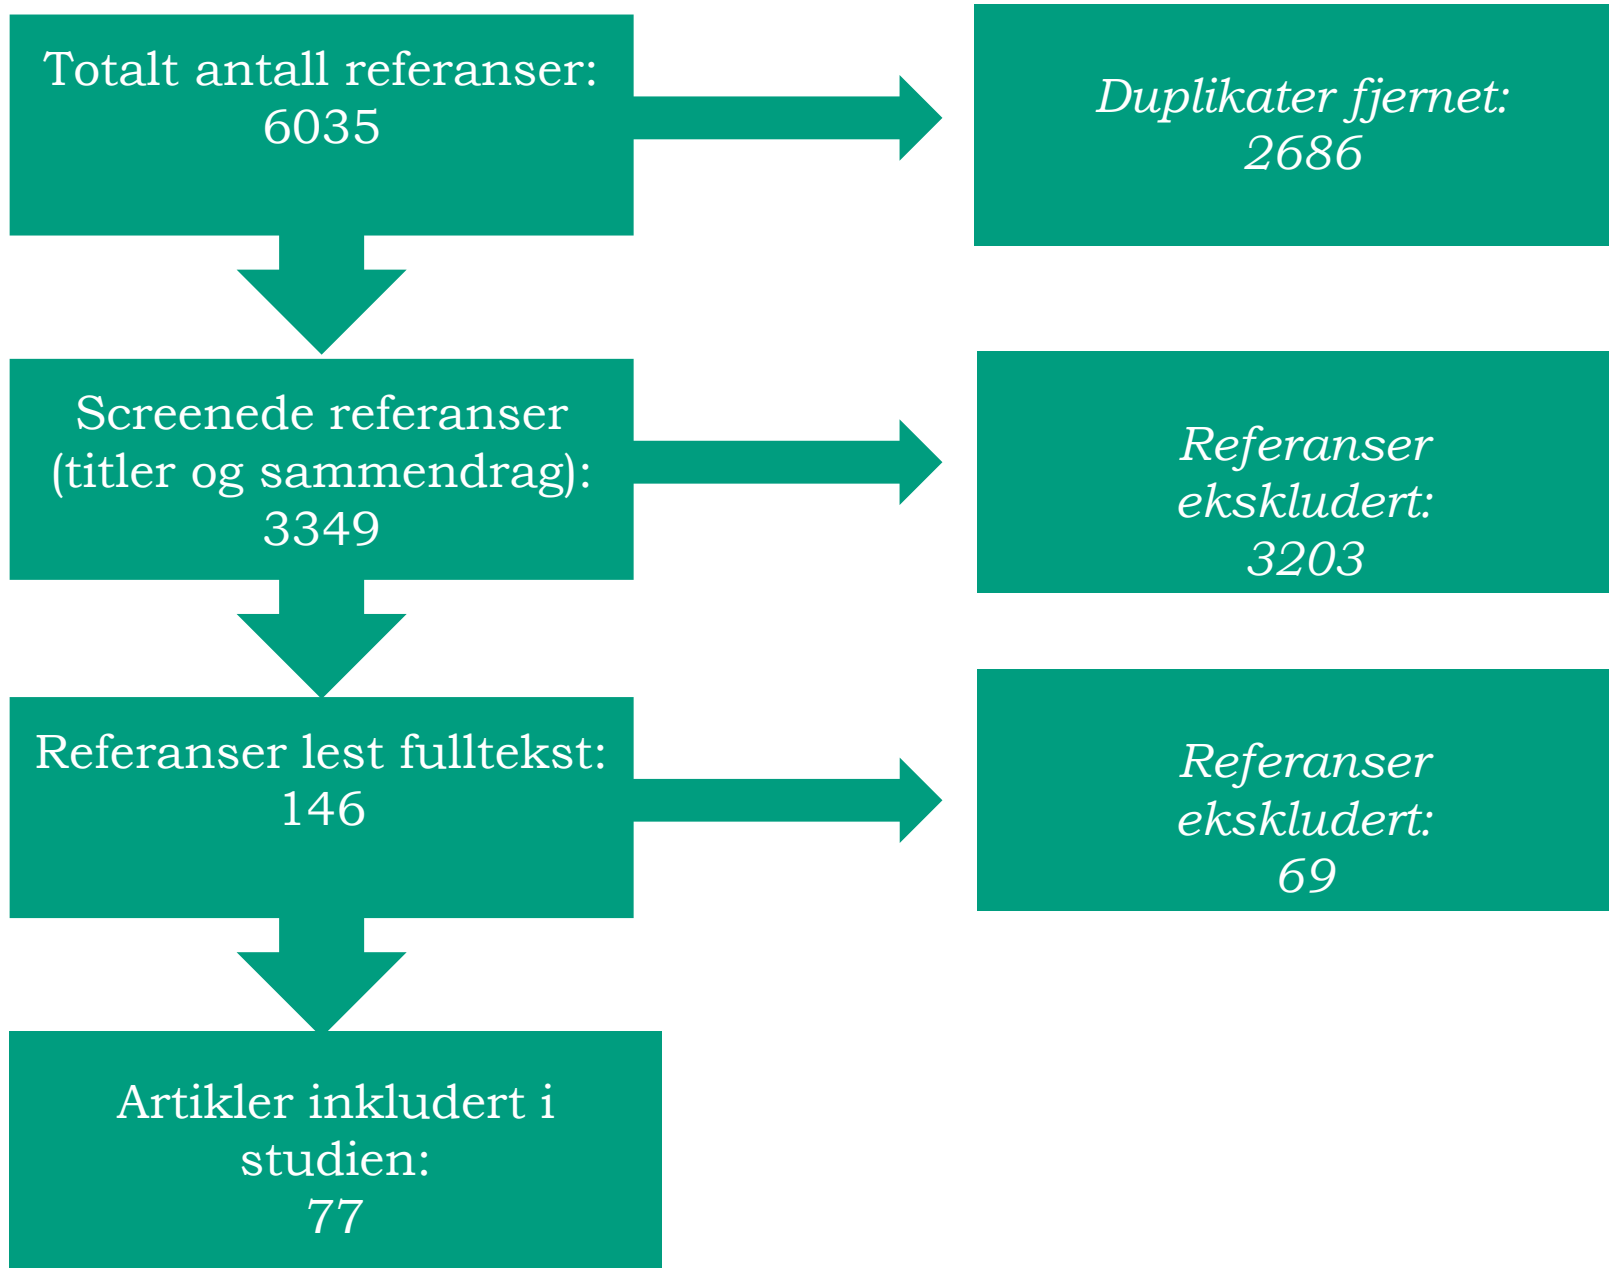 Totalt antall referanser:
6035
Duplikater fjernet:
2686
Screenede referanser
(titler og sammendrag):
3349
Referanser
ekskludert:
3203
Referanser lest fulltekst:
146
Referanser
ekskludert:
69
Artikler inkludert i
studien:
77